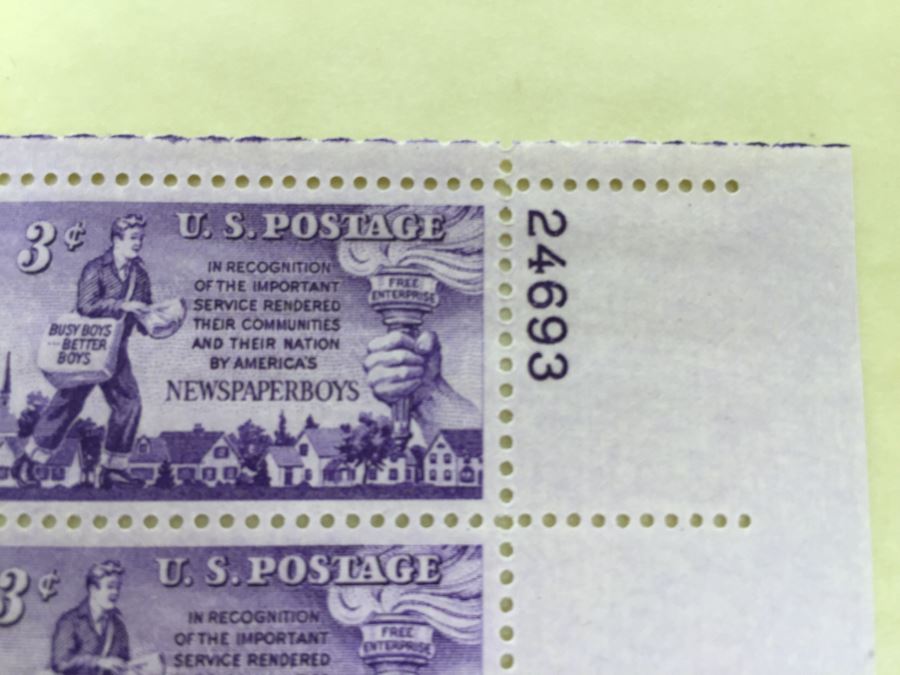 3¢
U. S. POSTAGE
IN RECOGNITION
OF THE IMPORTANT
SERVICE RENDERED
THEIR COMMUNITIES
AND THEIR NATION
BY AMERICA'S
NEWSPAPERBOYS
FREE
ENTERPRISE
BUSY BOYS
--- BETTER
BOYS
24693
3¢
U. S. POSTAGE
IN RECOGNITION
OF THE IMPORTANT
SERVICE RENDERED
FREE
ENTERPRISE